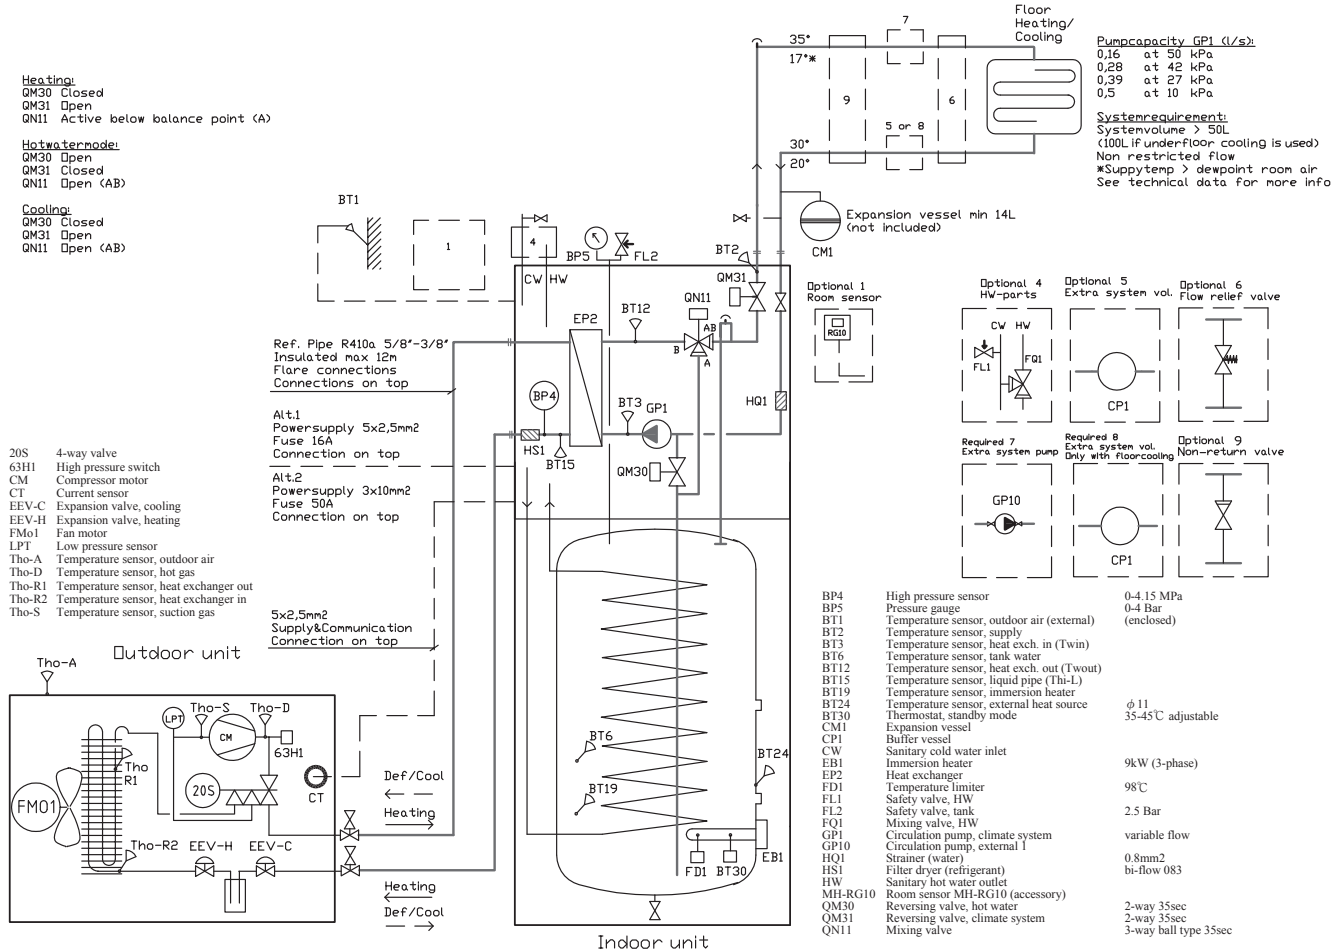 Heating:
QM30 Closed
QM31 Open
QN11 Active below balance point (A)
Hotwatermode:
QM30 Open
QM31 Closed
QN11 Open (AB)
Cooling:
QM30 Closed
QM31 Open
QN11 Open (AB)
BT1
1
4
CW HW
BP5
FL2
BT2
35°
17°*
30°
20°
9
7
5 or 8
6
Floor
Heating/
Cooling
Pumpcapacity GP1 (l/s):
0,16 at 50 kPa
0,28 at 42 kPa
0,39 at 27 kPa
0,5 at 10 kPa
Systemrequirement:
Systemvolume > 50L
(100L if underfloor cooling is used)
Non restricted flow
*Suppytemp > dewpoint room air
See technical data for more info
Expansion vessel min 14L
(not included)
CM1
QM31
QN11
AB
B
A
BT12
EP2
BP4
BT3
GP1
HQ1
HS1
BT15
QM30
Ref. Pipe R410a 5/8"-3/8"
Insulated max 12m
Flare connections
Connections on top
Alt.1
Powersupply 5x2,5mm2
Fuse 16A
Connection on top
Alt.2
Powersupply 3x10mm2
Fuse 50A
Connection on top
5x2,5mm2
Supply&Communication
Connection on top
Optional 1
Room sensor
RG10
Optional 4
HW-parts
CW HW
FL1
FQ1
Optional 5
Extra system vol.
CP1
Optional 6
Flow relief valve
Required 7
Extra system pump
GP10
Required 8
Extra system vol.
Only with floorcooling
CP1
Optional 9
Non-return valve
20S 4-way valve
63H1 High pressure switch
CM Compressor motor
CT Current sensor
EEV-C Expansion valve, cooling
EEV-H Expansion valve, heating
FMo1 Fan motor
LPT Low pressure sensor
Tho-A Temperature sensor, outdoor air
Tho-D Temperature sensor, hot gas
Tho-R1 Temperature sensor, heat exchanger out
Tho-R2 Temperature sensor, heat exchanger in
Tho-S Temperature sensor, suction gas
Outdoor unit
Tho-A
LPT
Tho-S
Tho-D
CM
63H1
Tho
R1
20S
CT
FM01
Tho-R2
EEV-H
EEV-C
Def/Cool
Heating
Heating
Def/Cool
BT6
BT19
BT24
FD1
BT30
EB1
Indoor unit
BP4 High pressure sensor 0-4.15 MPa
BP5 Pressure gauge 0-4 Bar
BT1 Temperature sensor, outdoor air (external) (enclosed)
BT2 Temperature sensor, supply
BT3 Temperature sensor, heat exch. in (Twin)
BT6 Temperature sensor, tank water
BT12 Temperature sensor, heat exch. out (Twout)
BT15 Temperature sensor, liquid pipe (Thi-L)
BT19 Temperature sensor, immersion heater
BT24 Temperature sensor, external heat source ϕ 11
BT30 Thermostat, standby mode 35-45℃ adjustable
CM1 Expansion vessel
CP1 Buffer vessel
CW Sanitary cold water inlet
EB1 Immersion heater 9kW (3-phase)
EP2 Heat exchanger
FD1 Temperature limiter 98℃
FL1 Safety valve, HW
FL2 Safety valve, tank 2.5 Bar
FQ1 Mixing valve, HW
GP1 Circulation pump, climate system variable flow
GP10 Circulation pump, external 1
HQ1 Strainer (water) 0.8mm2
HS1 Filter dryer (refrigerant) bi-flow 083
HW Sanitary hot water outlet
MH-RG10 Room sensor MH-RG10 (accessory)
QM30 Reversing valve, hot water 2-way 35sec
QM31 Reversing valve, climate system 2-way 35sec
QN11 Mixing valve 3-way ball type 35sec